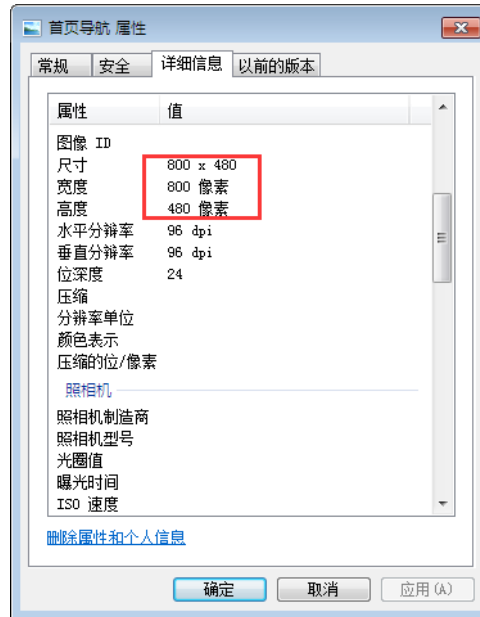 首页导航 属性
常规 安全 详细信息 以前的版本
属性 值
图像 ID
尺寸 800 x 480
宽度 800 像素
高度 480 像素
水平分辩率 96 dpi
垂直分辩率 96 dpi
位深度 24
压缩
分辨率单位
颜色表示
压缩的位/像素
照相机
照相机制造商
照相机型号
光圈值
曝光时间
ISO 速度
删除属性和个人信息
确定 取消 应用(A)